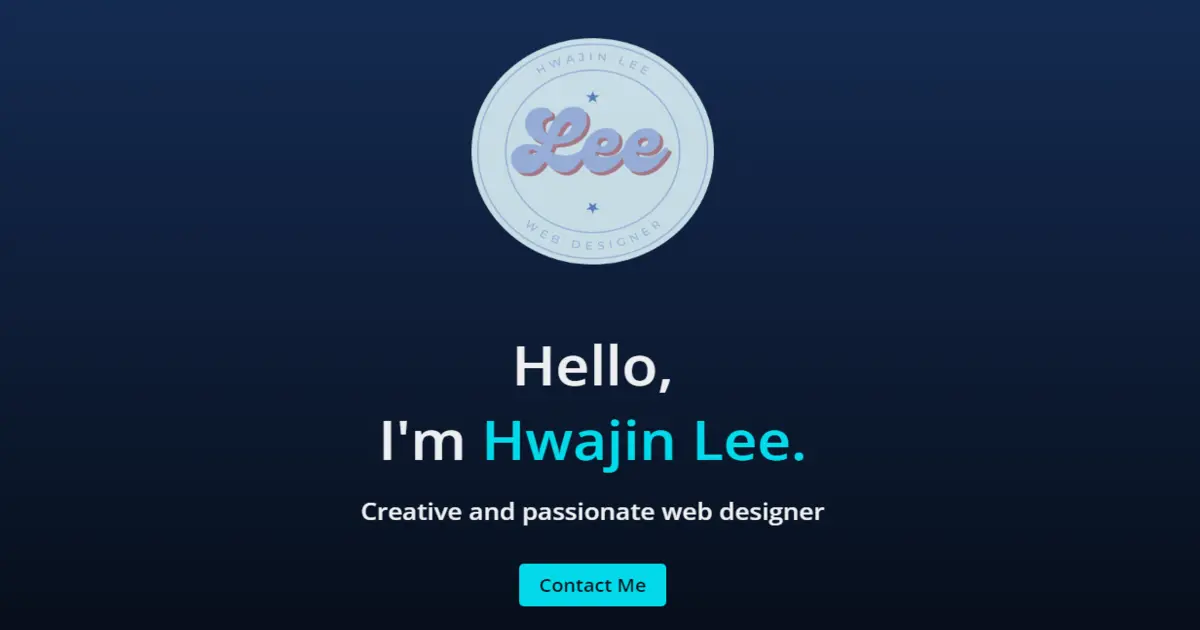 HWAJIN LEE
Lee
WEB DESIGNER
Hello,
I'm Hwajin Lee.
Creative and passionate web designer
Contact Me